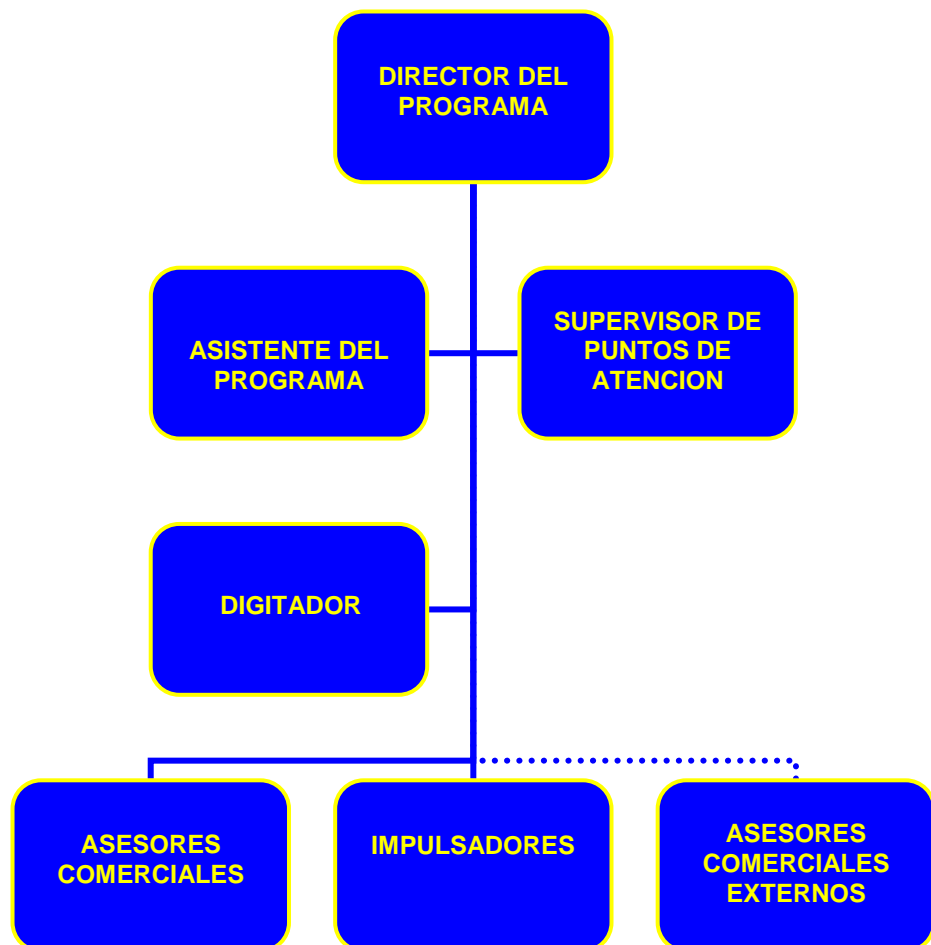 DIRECTOR DEL
PROGRAMA
ASISTENTE DEL
PROGRAMA
SUPERVISOR DE
PUNTOS DE
ATENCION
DIGITADOR
ASESORES
COMERCIALES
IMPULSADORES
ASESORES
COMERCIALES
EXTERNOS